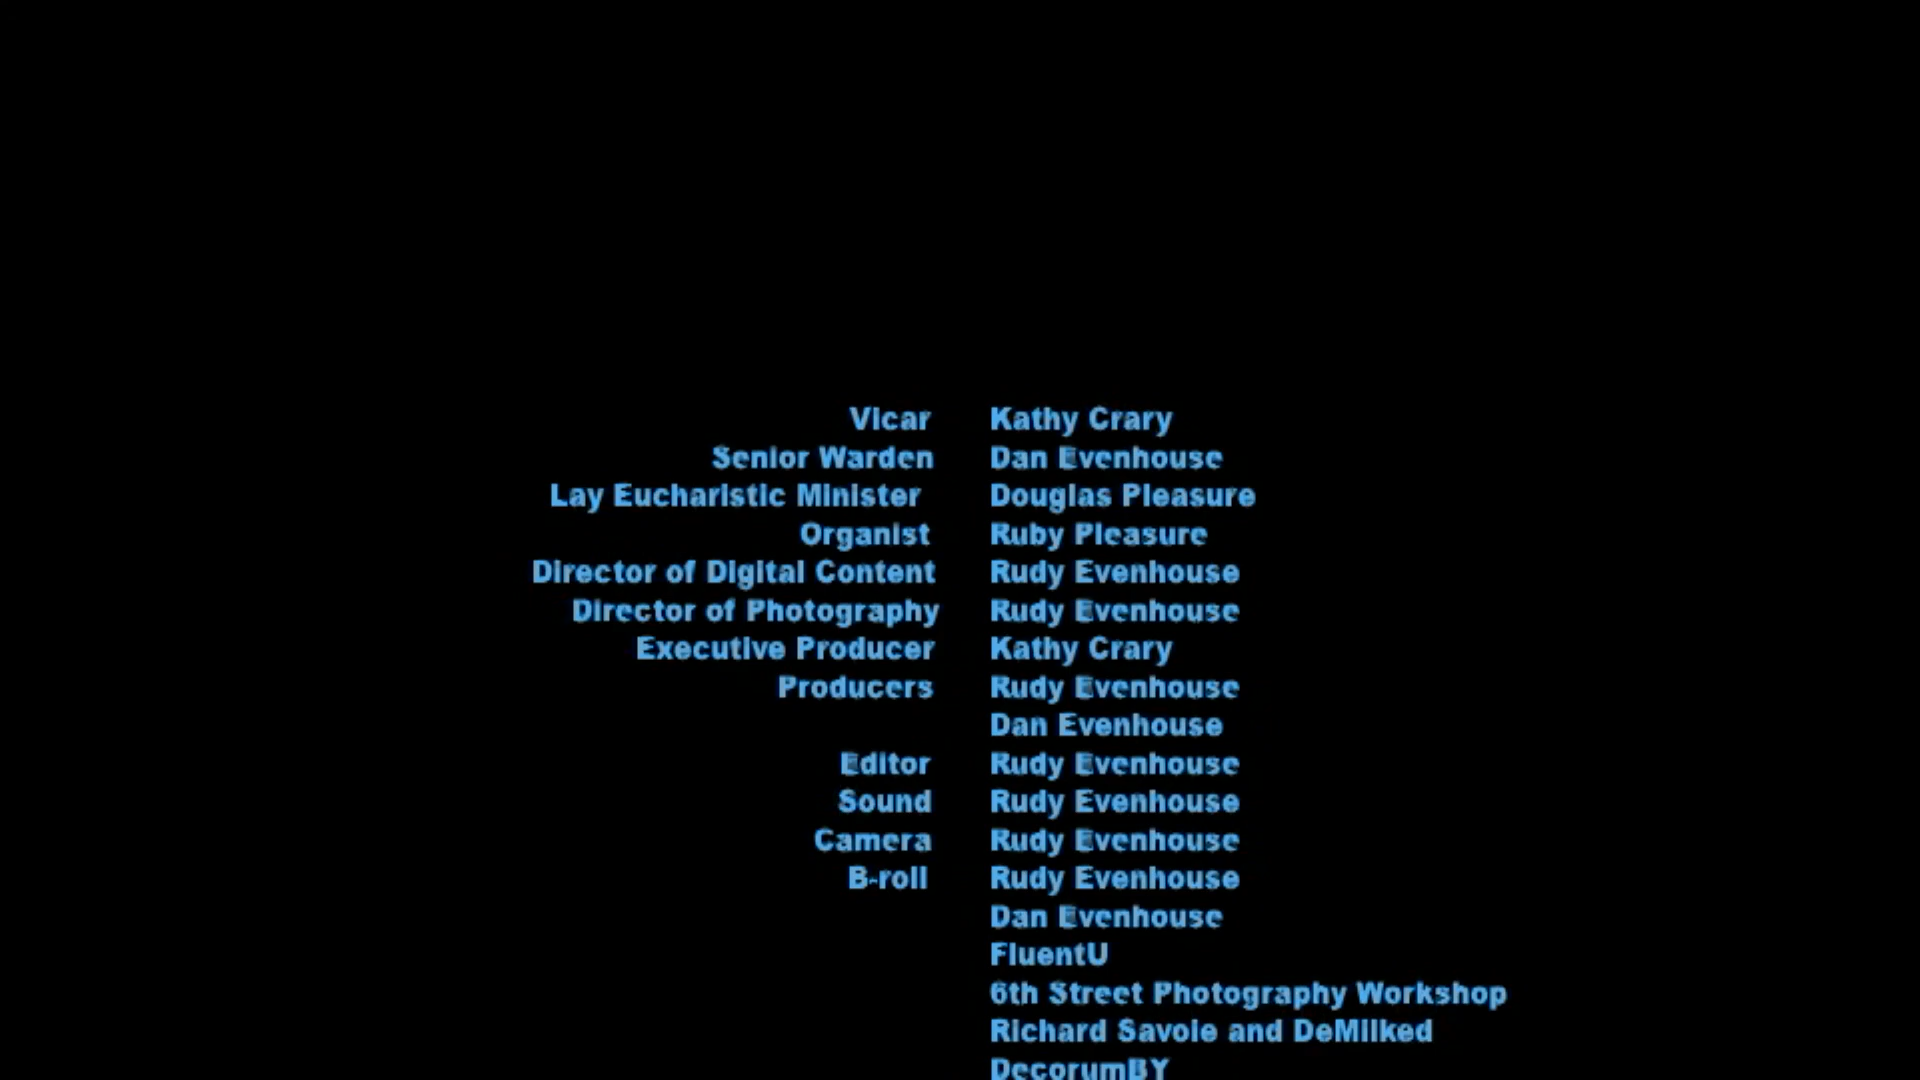 Vicar Kathy Crary
Senior Warden Dan Evenhouse
Lay Eucharistic Minister Douglas Pleasure
Organist Ruby Pleasure
Director of Digital Content Rudy Evenhouse
Director of Photography Rudy Evenhouse
Executive Producer Kathy Crary
Producers Rudy Evenhouse
Dan Evenhouse
Editor Rudy Evenhouse
Sound Rudy Evenhouse
Camera Rudy Evenhouse
B-roll Rudy Evenhouse
Dan Evenhouse
FluentU
6th Street Photography Workshop
Richard Savoie and DeMilked
DecorumBY